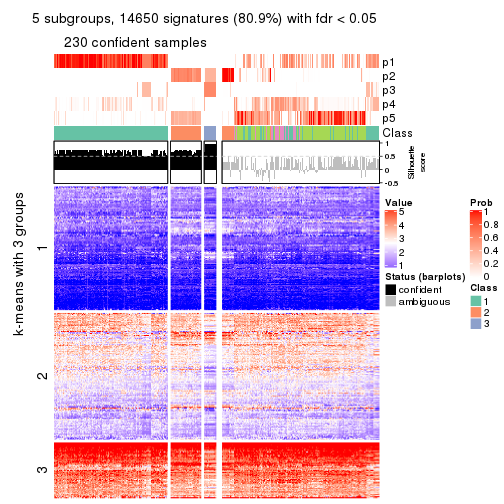 5 subgroups, 14650 signatures (80.9%) with fdr < 0.05
230 confident samples
p1
p2
p3
p4
p5
Class
1
0.5
0
-0.5
Silhouette
score
k-means with 3 groups
1
2
3
Value
5
4
3
2
1
Status (barplots)
confident
ambiguous
Prob
1
0.8
0.6
0.4
0.2
0
Class
1
2
3